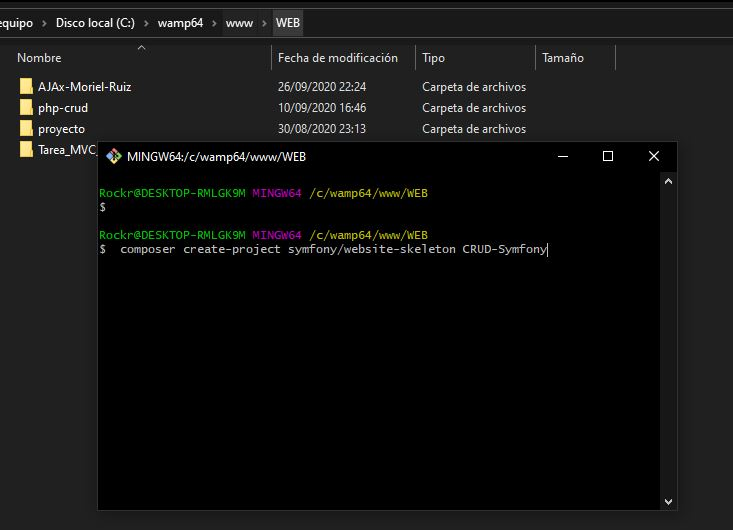 equipo > Disco local (C:) > wamp64 > www > WEB
Nombre Fecha de modificación Tipo Tamaño
AJAx-Moriel-Ruiz 26/09/2020 22:24 Carpeta de archivos
php-crud 10/09/2020 16:46 Carpeta de archivos
proyecto 30/08/2020 23:13 Carpeta de archivos
Tarea_MVC_
MINGW64:/c/wamp64/www/WEB
Rockr@DESKTOP-RMLGK9M MINGW64 /c/wamp64/www/WEB
$
Rockr@DESKTOP-RMLGK9M MINGW64 /c/wamp64/www/WEB
$ composer create-project symfony/website-skeleton CRUD-Symfony